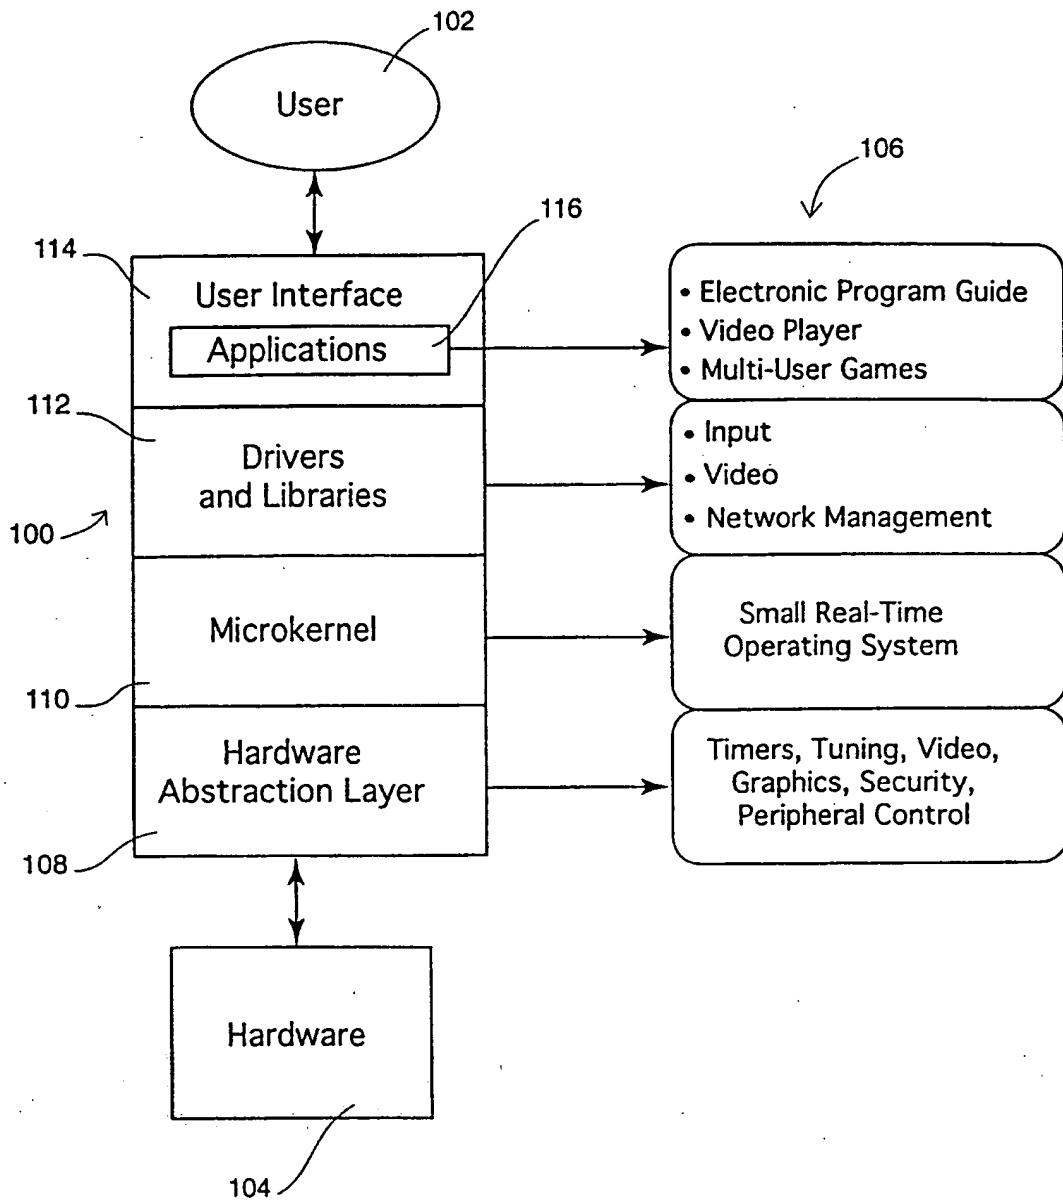 102
User
106
116
114
User Interface
Applications
• Electronic Program Guide
• Video Player
• Multi-User Games
112
Drivers
and Libraries
• Input
• Video
• Network Management
100
Microkernel
Small Real-Time
Operating System
110
Hardware
Abstraction Layer
Timers, Tuning, Video,
Graphics, Security,
Peripheral Control
108
Hardware
104